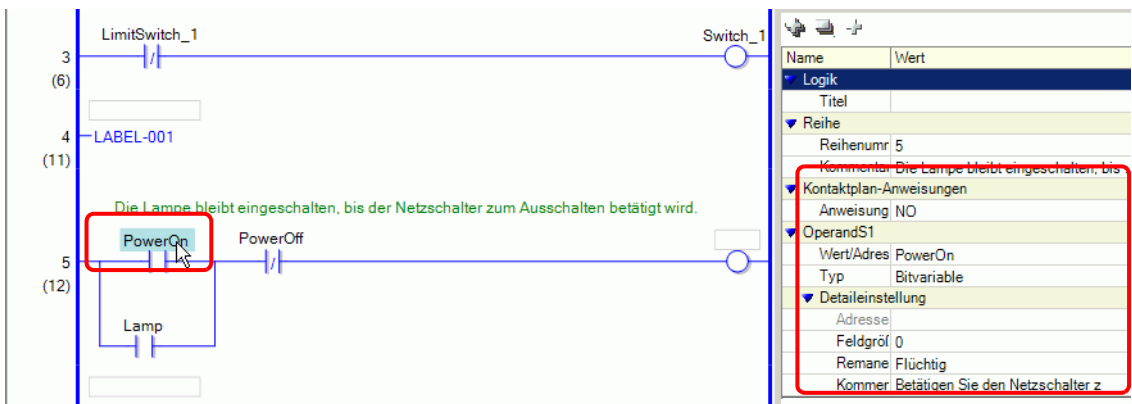 LimitSwitch_1
Switch_1
3
(6)
4
LABEL-001
(11)
Die Lampe bleibt eingeschalten, bis der Netzschalter zum Ausschalten betätigt wird.
PowerOn
PowerOff
5
(12)
Lamp
Name Wert
Logik
Titel
Reihe
Reihenumr 5
Kommentar Die Lampe bleibt eingeschalten, bis
Kontaktplan-Anweisungen
Anweisung NO
OperandS1
Wert/Adres PowerOn
Typ Bitvariable
Detaileinstellung
Adresse
Feldgröß 0
Remane Flüchtig
Kommer Betätigen Sie den Netzschalter z